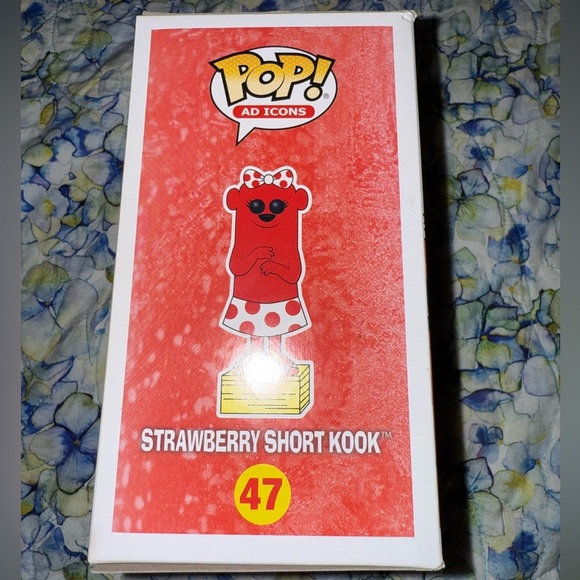 POP!®
AD ICONS
STRAWBERRY SHORT KOOK™
47